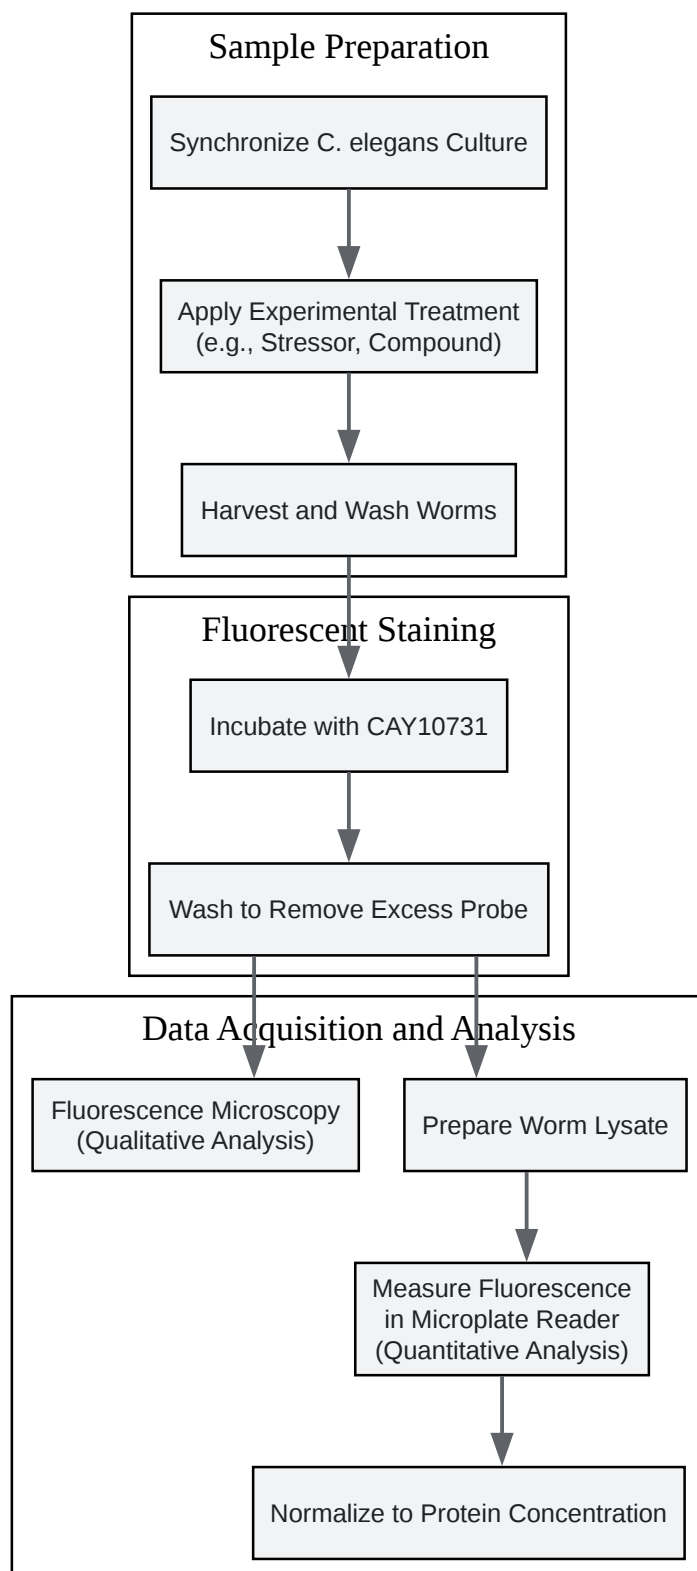 Sample Preparation
Synchronize C. elegans Culture
Apply Experimental Treatment
(e.g., Stressor, Compound)
Harvest and Wash Worms
Fluorescent Staining
Incubate with CAY10731
Wash to Remove Excess Probe
Data Acquisition and Analysis
Fluorescence Microscopy
(Qualitative Analysis)
Prepare Worm Lysate
Measure Fluorescence
in Microplate Reader
(Quantitative Analysis)
Normalize to Protein Concentration